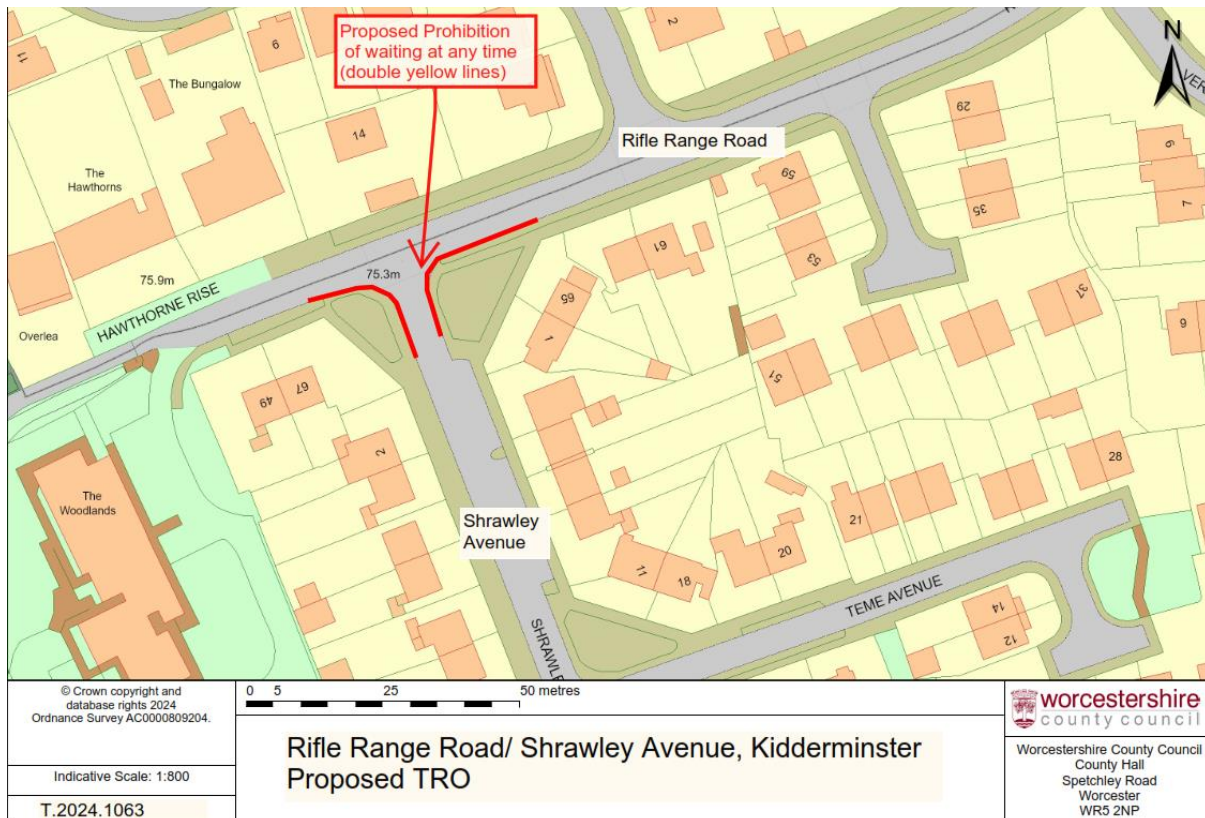 Proposed Prohibition
of waiting at any time
(double yellow lines)
N
11
9
2
The Bungalow
14
Rifle Range Road
29
The
Hawthorns
59
35
6
7
61
53
75.9m
75.3m
HAWTHORNE RISE
65
1
37
Overlea
51
6
49
67
2
28
The
Woodlands
Shrawley
Avenue
21
20
11
18
TEME AVENUE
14
12
© Crown copyright and
database rights 2024
Ordnance Survey AC0000809204.
Indicative Scale: 1:800
T.2024.1063
0 5 25 50 metres
Rifle Range Road/ Shrawley Avenue, Kidderminster
Proposed TRO
worcestershire
county council
Worcestershire County Council
County Hall
Spetchley Road
Worcester
WR5 2NP